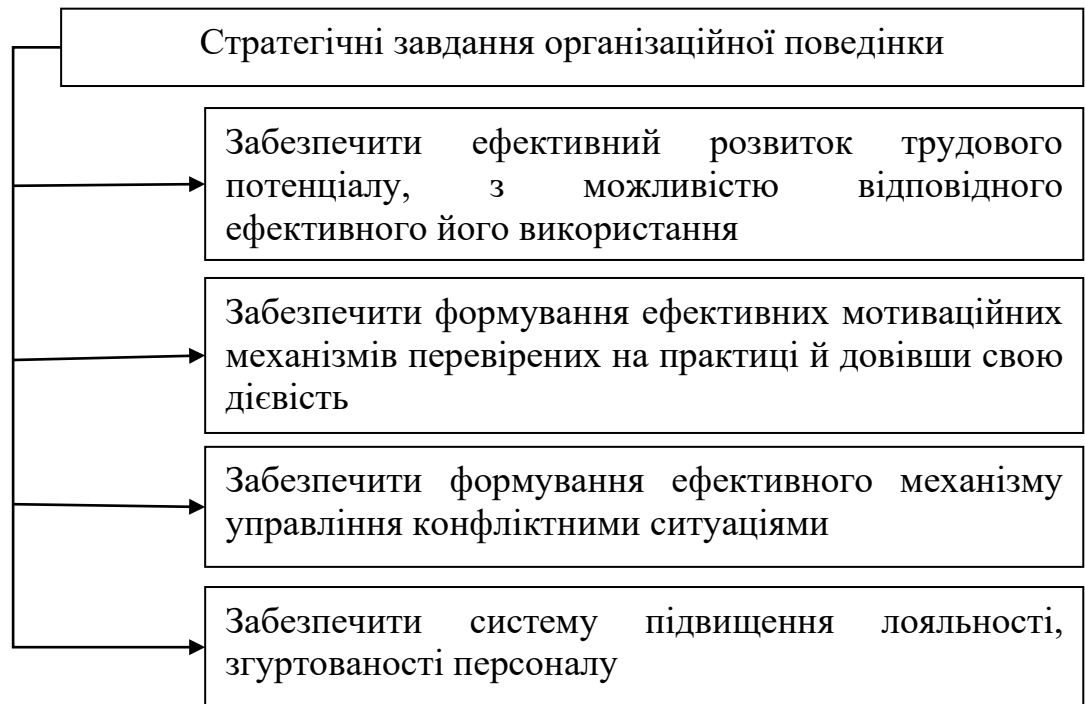 Стратегічні завдання організаційної поведінки
Забезпечити ефективний розвиток трудового
потенціалу, з можливістю відповідного
ефективного його використання
Забезпечити формування ефективних мотиваційних
механізмів перевірених на практиці й довівши свою
дієвість
Забезпечити формування ефективного механізму
управління конфліктними ситуаціями
Забезпечити систему підвищення лояльності,
згуртованості персоналу